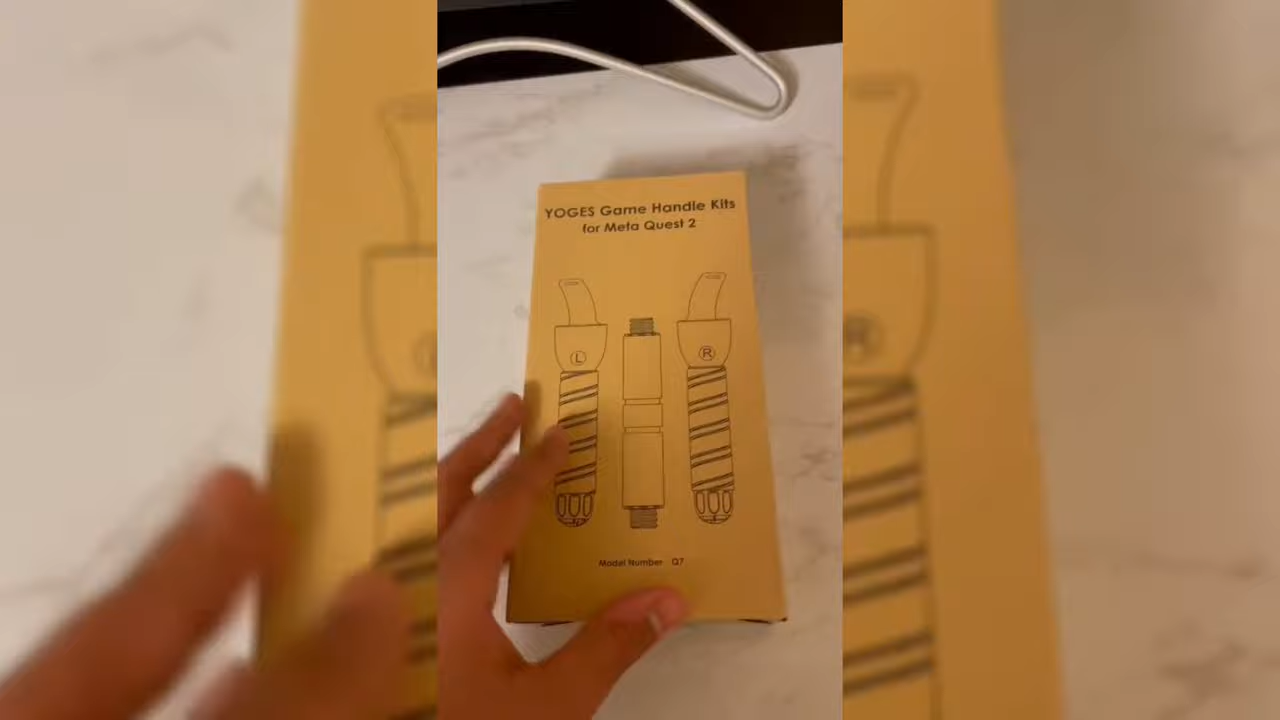 YOGES Game Handle Kits
for Meta Quest 2
L
R
Model Number Q7